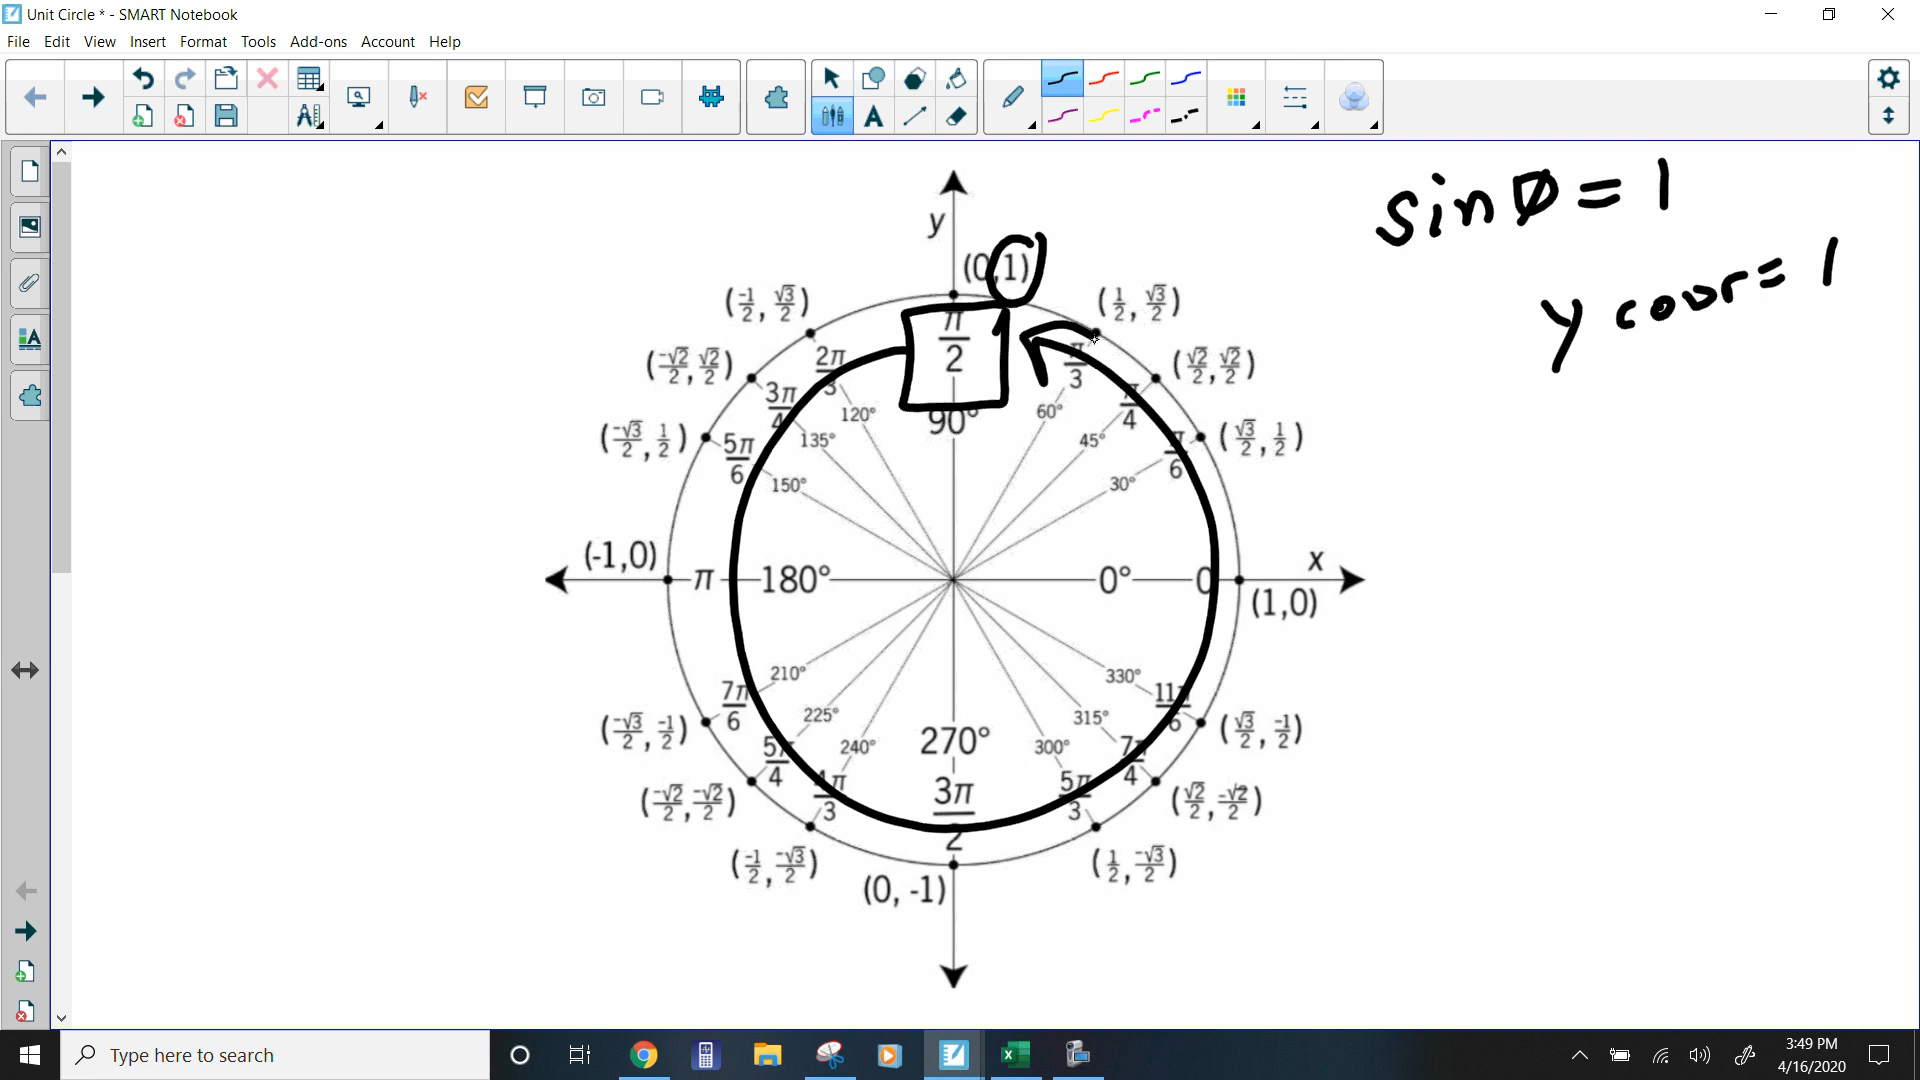 Unit Circle * - SMART Notebook
File Edit View Insert Format Tools Add-ons Account Help
sin Ø = 1
y coor = 1
y
(0,1)
(-1/2, √3/2)
(1/2, √3/2)
(-√2/2, √2/2)
(√2/2, √2/2)
(-√3/2, 1/2)
(√3/2, 1/2)
π/2
2π/3
π/3
3π/4
π/4
5π/6
π/6
90°
120°
60°
135°
45°
150°
30°
(-1,0)
π
180°
0°
0
x
(1,0)
210°
330°
7π/6
11π/6
225°
315°
5π/4
7π/4
240°
270°
300°
4π/3
3π/2
5π/3
(-√3/2, -1/2)
(√3/2, -1/2)
(-√2/2, -√2/2)
(√2/2, -√2/2)
(-1/2, -√3/2)
(1/2, -√3/2)
(0, -1)
Type here to search
3:49 PM
4/16/2020